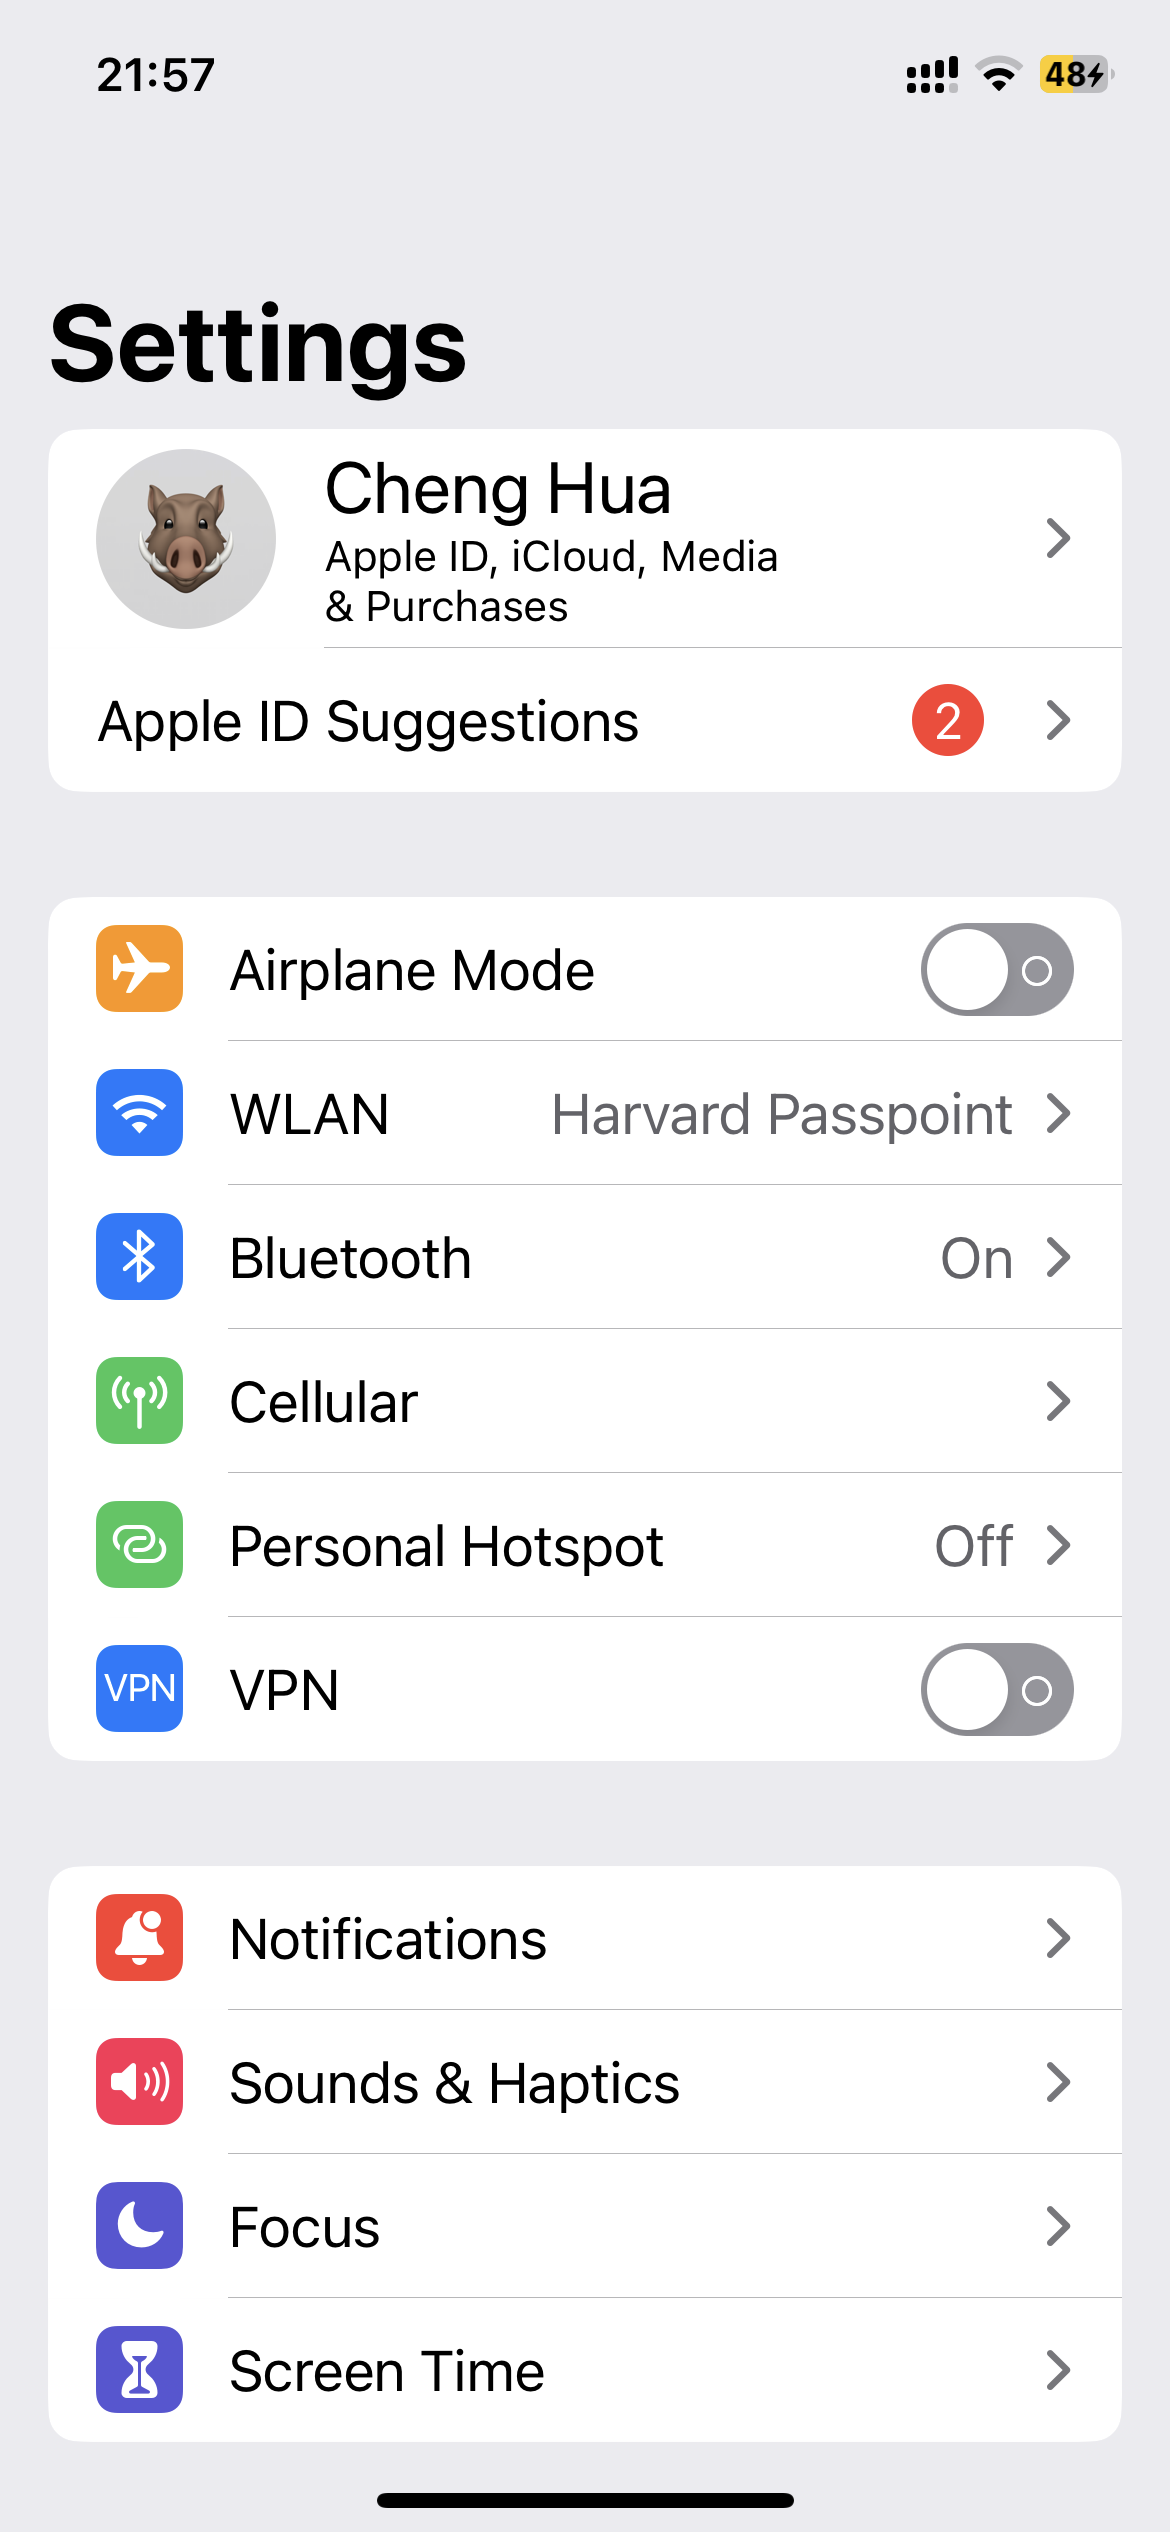 21:57
48
Settings
Cheng Hua
Apple ID, iCloud, Media
& Purchases
Apple ID Suggestions 2
Airplane Mode
WLAN Harvard Passpoint
Bluetooth On
Cellular
Personal Hotspot Off
VPN VPN
Notifications
Sounds & Haptics
Focus
Screen Time